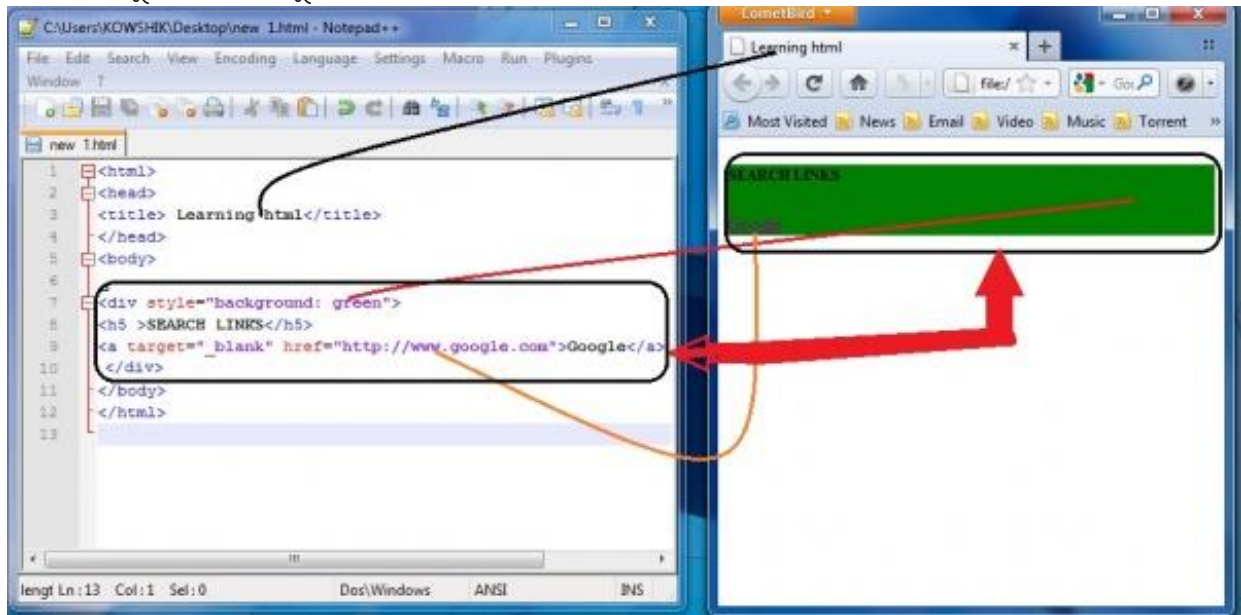 C:\Users\KOWSHIK\Desktop\new 1.html - Notepad++
File Edit Search View Encoding Language Settings Macro Run Plugins
Window ?
new 1.html
1 <html>
2 <head>
3 <title> Learning html</title>
4 </head>
5 <body>
6
7 <div style="background: green">
8 <h5 >SEARCH LINKS</h5>
9 <a target="_blank" href="http://www.google.com">Google</a>
10 </div>
11 </body>
12 </html>
13
lengt Ln:13 Col:1 Sel:0 Dos\Windows ANSI INS
CometBird
Learning html
file:/ Goo
Most Visited News Email Video Music Torrent
SEARCH LINKS
Google